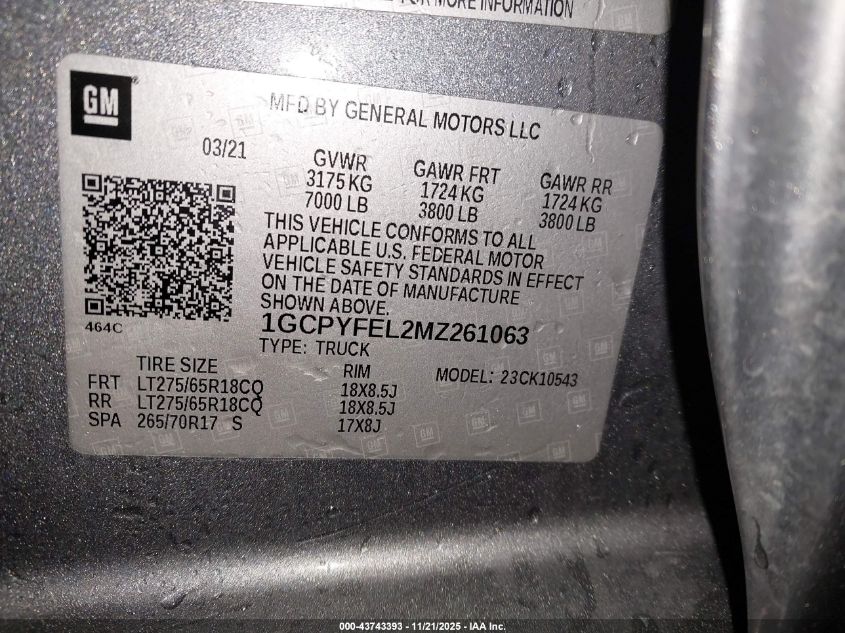 FOR MORE INFORMATION
GM
MFD BY GENERAL MOTORS LLC
03/21
GVWR
3175 KG
7000 LB
GAWR FRT
1724 KG
3800 LB
GAWR RR
1724 KG
3800 LB
THIS VEHICLE CONFORMS TO ALL
APPLICABLE U.S. FEDERAL MOTOR
VEHICLE SAFETY STANDARDS IN EFFECT
ON THE DATE OF MANUFACTURE
SHOWN ABOVE.
464C
1GCPYFEL2MZ261063
TYPE: TRUCK
MODEL: 23CK10543
TIRE SIZE RIM
FRT LT275/65R18CQ 18X8.5J
RR LT275/65R18CQ 18X8.5J
SPA 265/70R17 S 17X8J
000-43743393 - 11/21/2025 - IAA Inc.